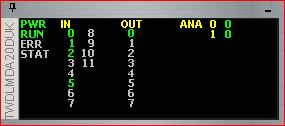 TWDLMDA20DUK
PWR IN OUT ANA 0 0
RUN 0 8 0 1 0
ERR 1 9 1
STAT 2 10 2
3 11 3
4 4
5 5
6 6
7 7